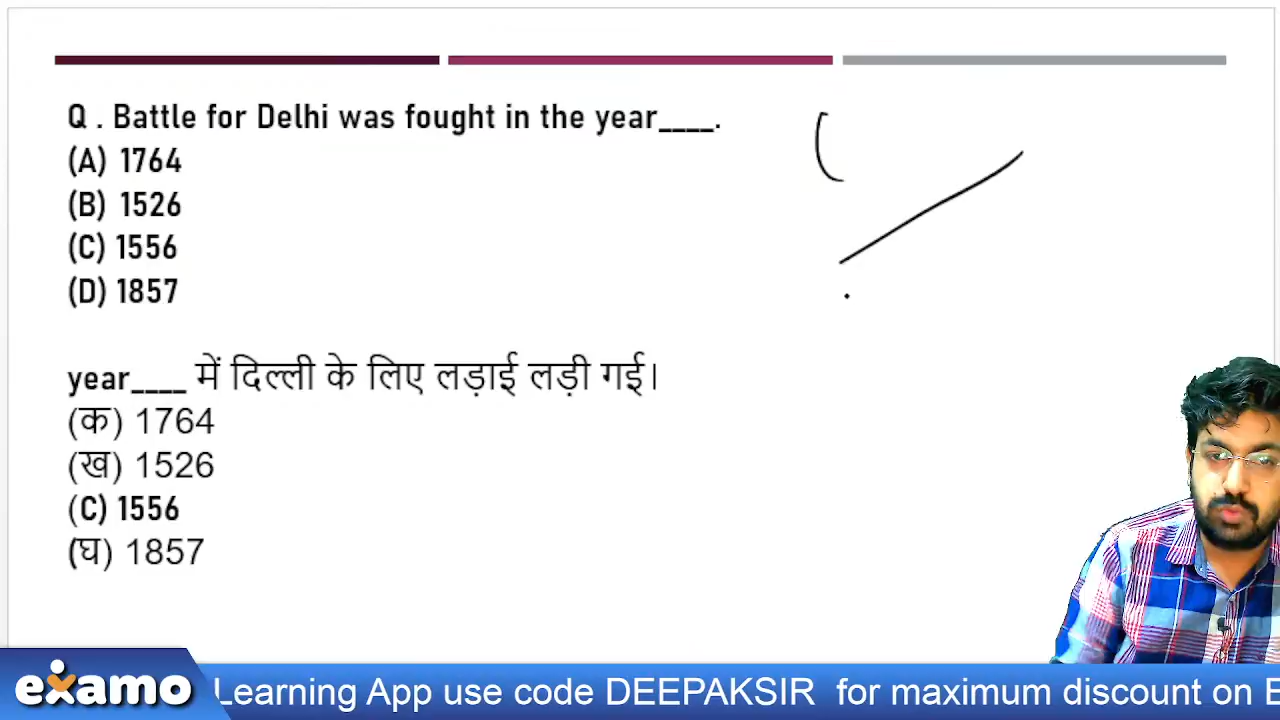 Q . Battle for Delhi was fought in the year____.
(A) 1764
(B) 1526
(C) 1556
(D) 1857
year____ में दिल्ली के लिए लड़ाई लड़ी गई।
(क) 1764
(ख) 1526
(C) 1556
(घ) 1857
examo
Learning App use code DEEPAKSIR for maximum discount on E